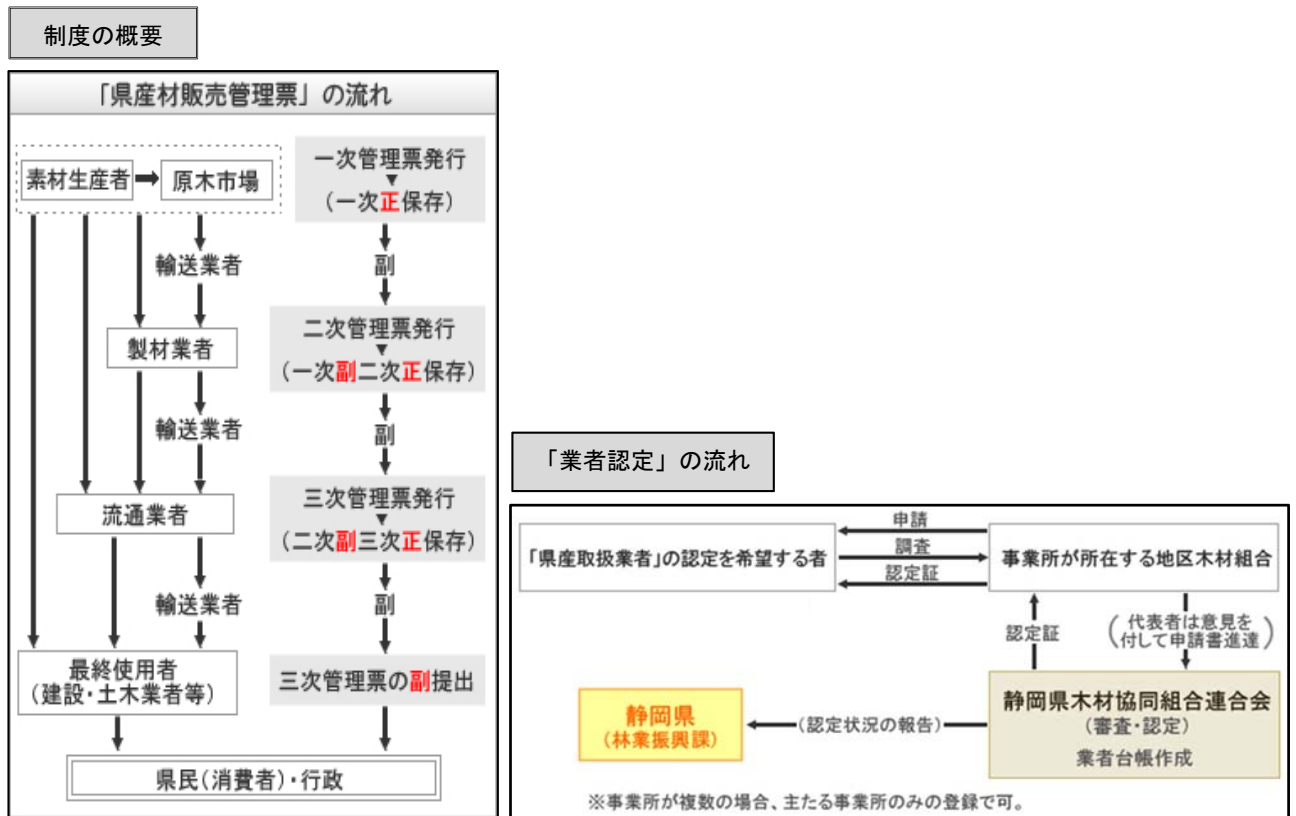 制度の概要
「県産材販売管理票」の流れ
素材生産者
原木市場
一次管理票発行
(一次正保存)
輸送業者
副
製材業者
二次管理票発行
(一次副二次正保存)
輸送業者
副
流通業者
三次管理票発行
(二次副三次正保存)
輸送業者
副
最終使用者
(建設・土木業者等)
三次管理票の副提出
県民(消費者)・行政
「業者認定」の流れ
「県産取扱業者」の認定を希望する者
申請
調査
認定証
事業所が所在する地区木材組合
認定証
(代表者は意見を
付して申請書進達)
静岡県
(林業振興課)
(認定状況の報告)
静岡県木材協同組合連合会
(審査・認定)
業者台帳作成
※事業所が複数の場合、主たる事業所のみの登録で可。